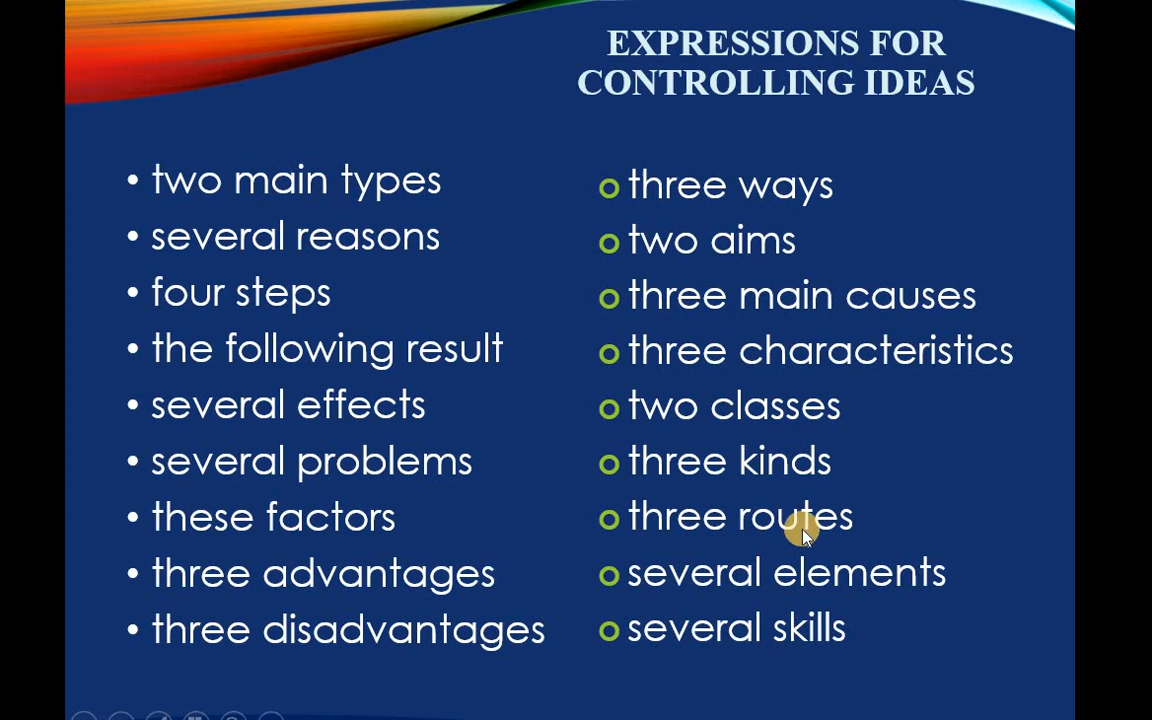 EXPRESSIONS FOR
CONTROLLING IDEAS
• two main types
• several reasons
• four steps
• the following result
• several effects
• several problems
• these factors
• three advantages
• three disadvantages
o three ways
o two aims
o three main causes
o three characteristics
o two classes
o three kinds
o three routes
o several elements
o several skills